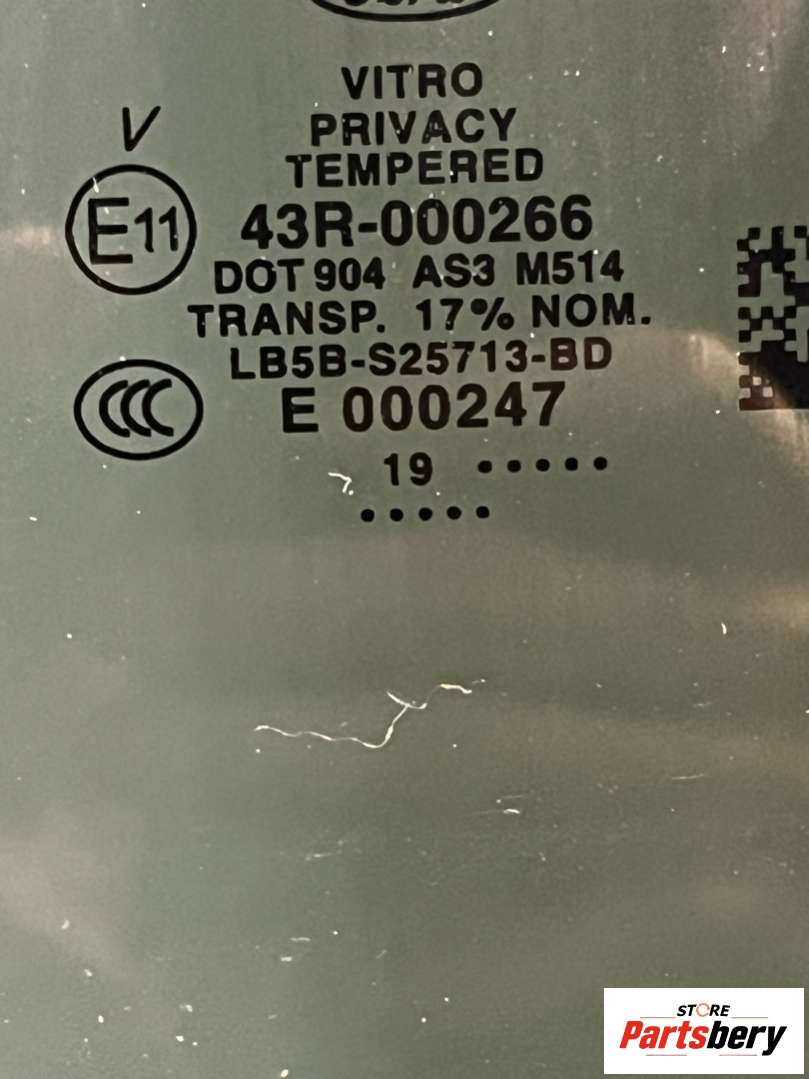 VITRO
V PRIVACY
TEMPERED
E11 43R-000266
DOT 904 AS3 M514
TRANSP. 17% NOM.
LB5B-S25713-BD
CCC E 000247
19 •••••
•••••
STORE
Partsbery